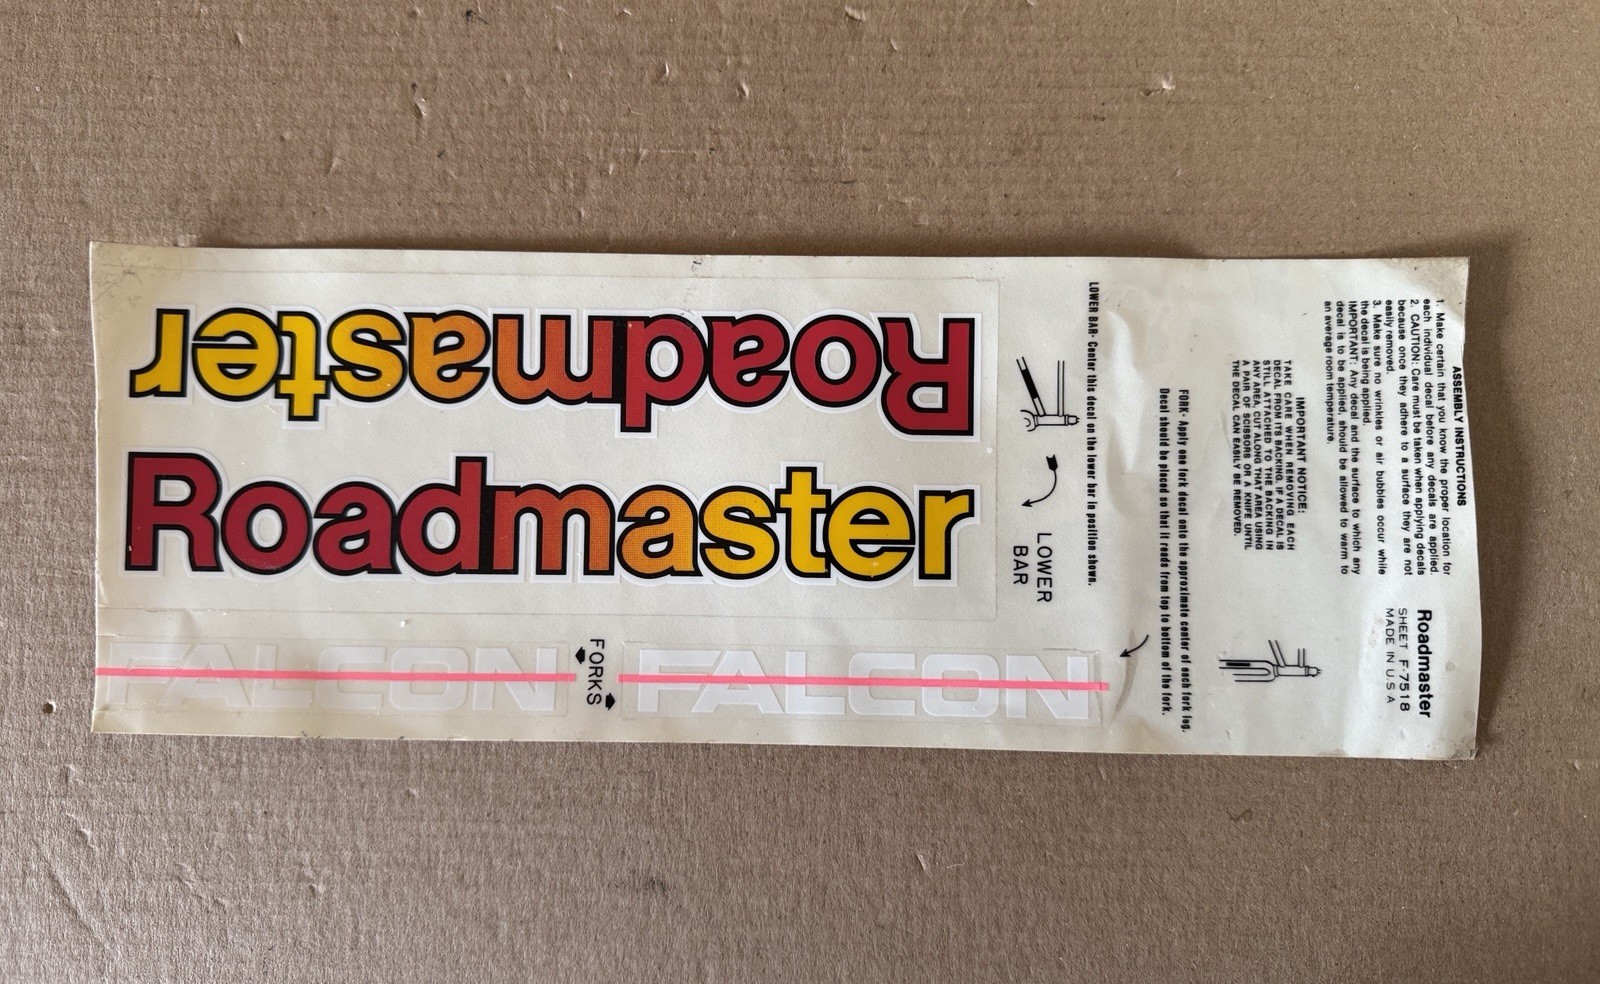 Roadmaster
Roadmaster
FALCON
FORKS
FALCON
LOWER
BAR
LOWER BAR- Center this decal on the lower bar in position shown.
FORK- Apply one fork decal onto the approximate center of each fork leg.
Decal should be placed so that it reads from top to bottom of the fork.
IMPORTANT NOTICE:
TAKE CARE WHEN REMOVING EACH
DECAL FROM ITS BACKING. IF A DECAL IS
STILL ATTACHED TO THE BACKING IN
ANY AREA, CUT ALONG THAT AREA USING
A PAIR OF SCISSORS OR A KNIFE UNTIL
THE DECAL CAN EASILY BE REMOVED.
ASSEMBLY INSTRUCTIONS
1. Make certain that you know the proper location for
each individual decal before any decals are applied.
2. CAUTION: Care must be taken when applying decals
because once they adhere to a surface they are not
easily removed.
3. Make sure no wrinkles or air bubbles occur while
the decal is being applied.
IMPORTANT: Any decal and the surface to which any
decal is to be applied, should be allowed to warm to
an average room temperature.
Roadmaster
SHEET F-7518
MADE IN U.S.A